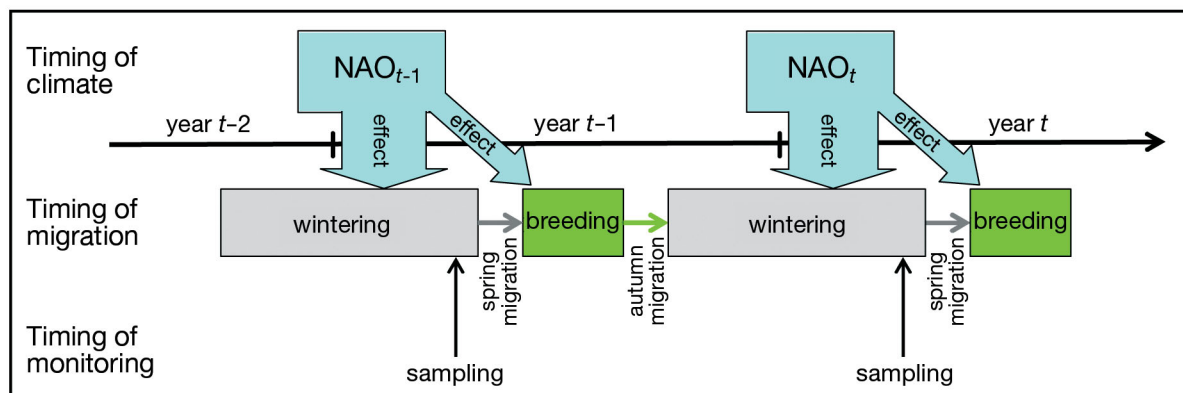 Timing of
climate
NAOt-1
NAOt
effect
effect
effect
effect
year t–2
year t–1
year t
Timing of
migration
wintering
spring
migration
breeding
autumn
migration
wintering
spring
migration
breeding
Timing of
monitoring
sampling
sampling